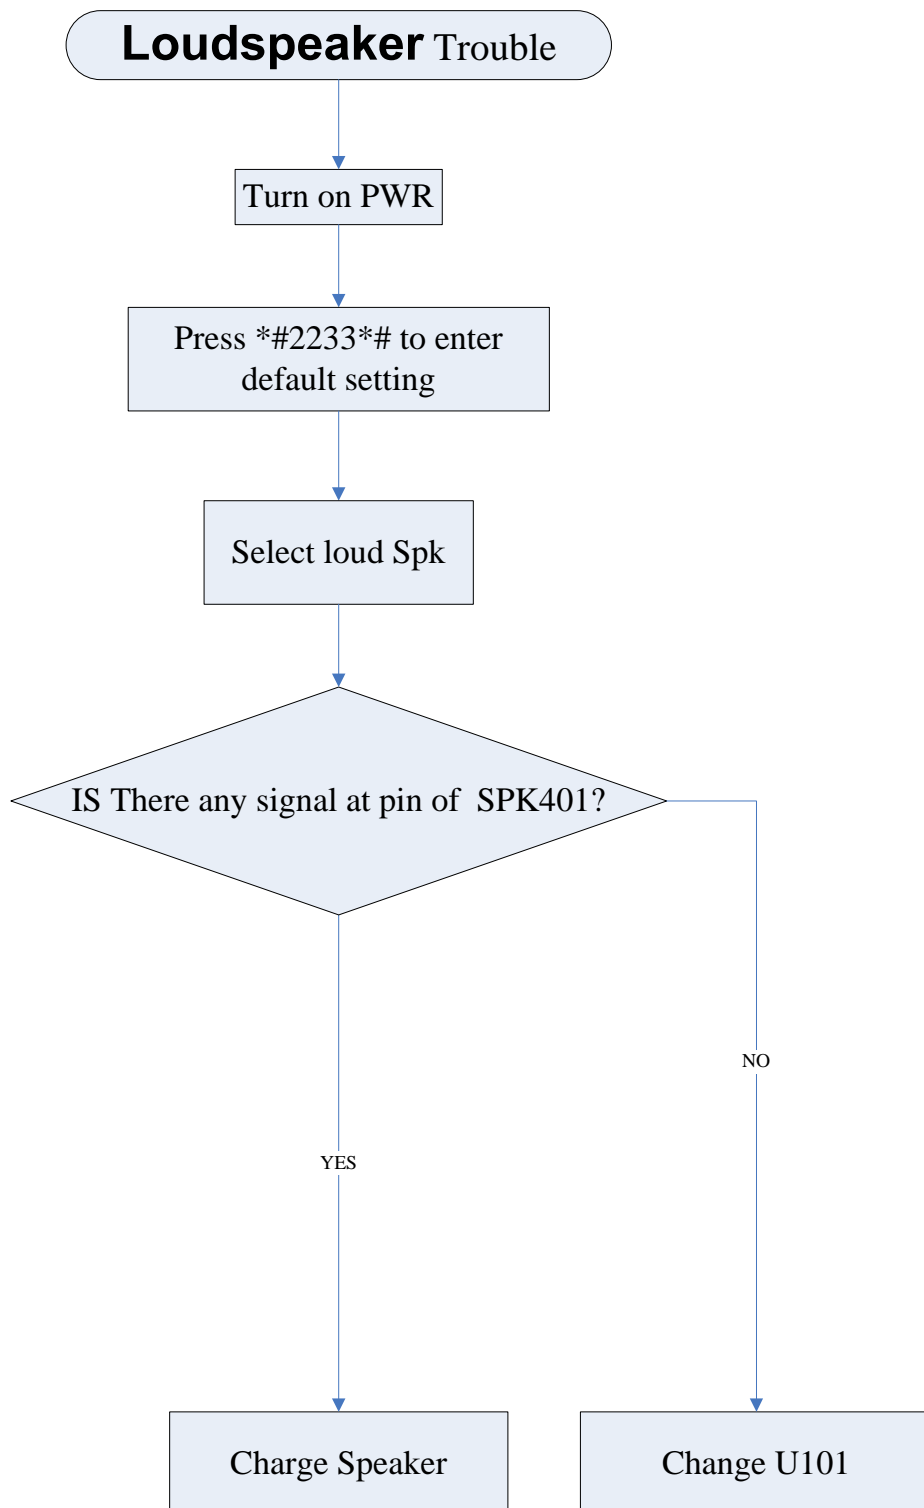 Loudspeaker Trouble
Turn on PWR
Press *#2233*# to enter
default setting
Select loud Spk
IS There any signal at pin of  SPK401?
NO
YES
Charge Speaker
Change U101